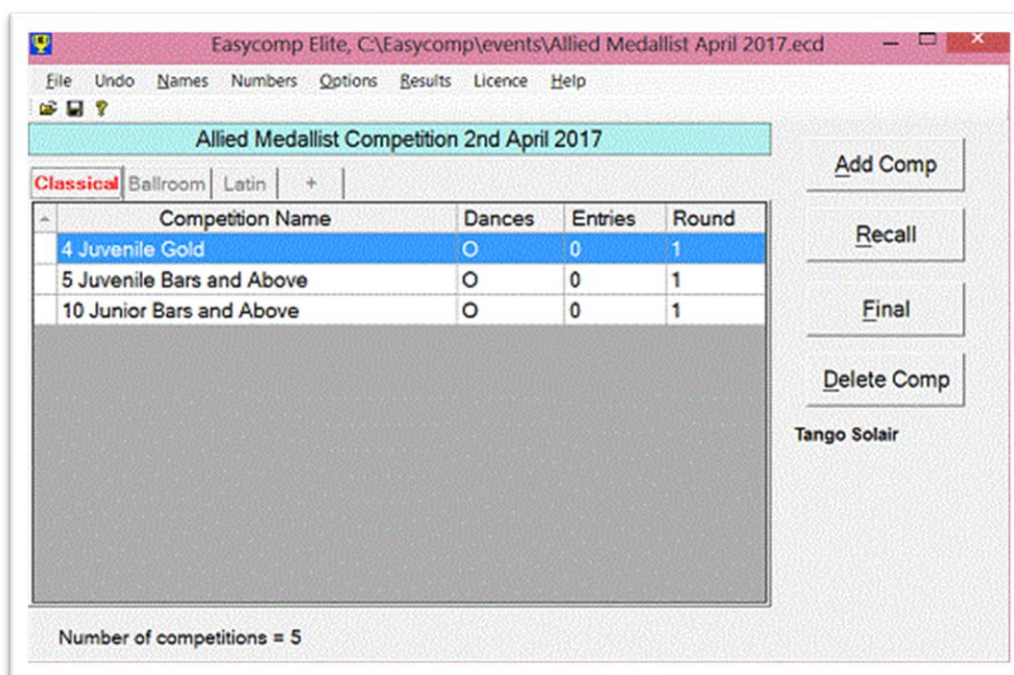 Easycomp Elite, C:\Easycomp\events\Allied Medallist April 2017.ecd
File Undo Names Numbers Options Results Licence Help
Allied Medallist Competition 2nd April 2017
Classical Ballroom Latin +
Competition Name Dances Entries Round
4 Juvenile Gold O 0 1
5 Juvenile Bars and Above O 0 1
10 Junior Bars and Above O 0 1
Number of competitions = 5
Add Comp
Recall
Final
Delete Comp
Tango Solair